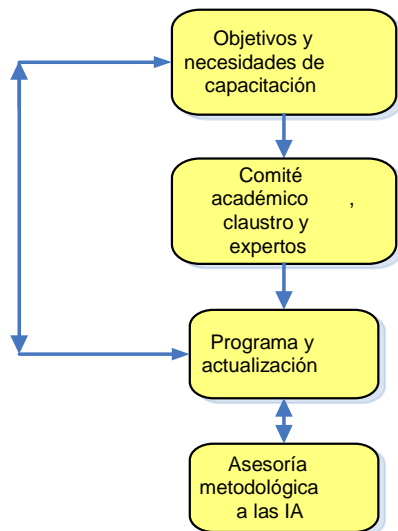 Objetivos y
necesidades de
capacitación
Comité
académico ,
claustro y
expertos
Programa y
actualización
Asesoría
metodológica
a las IA